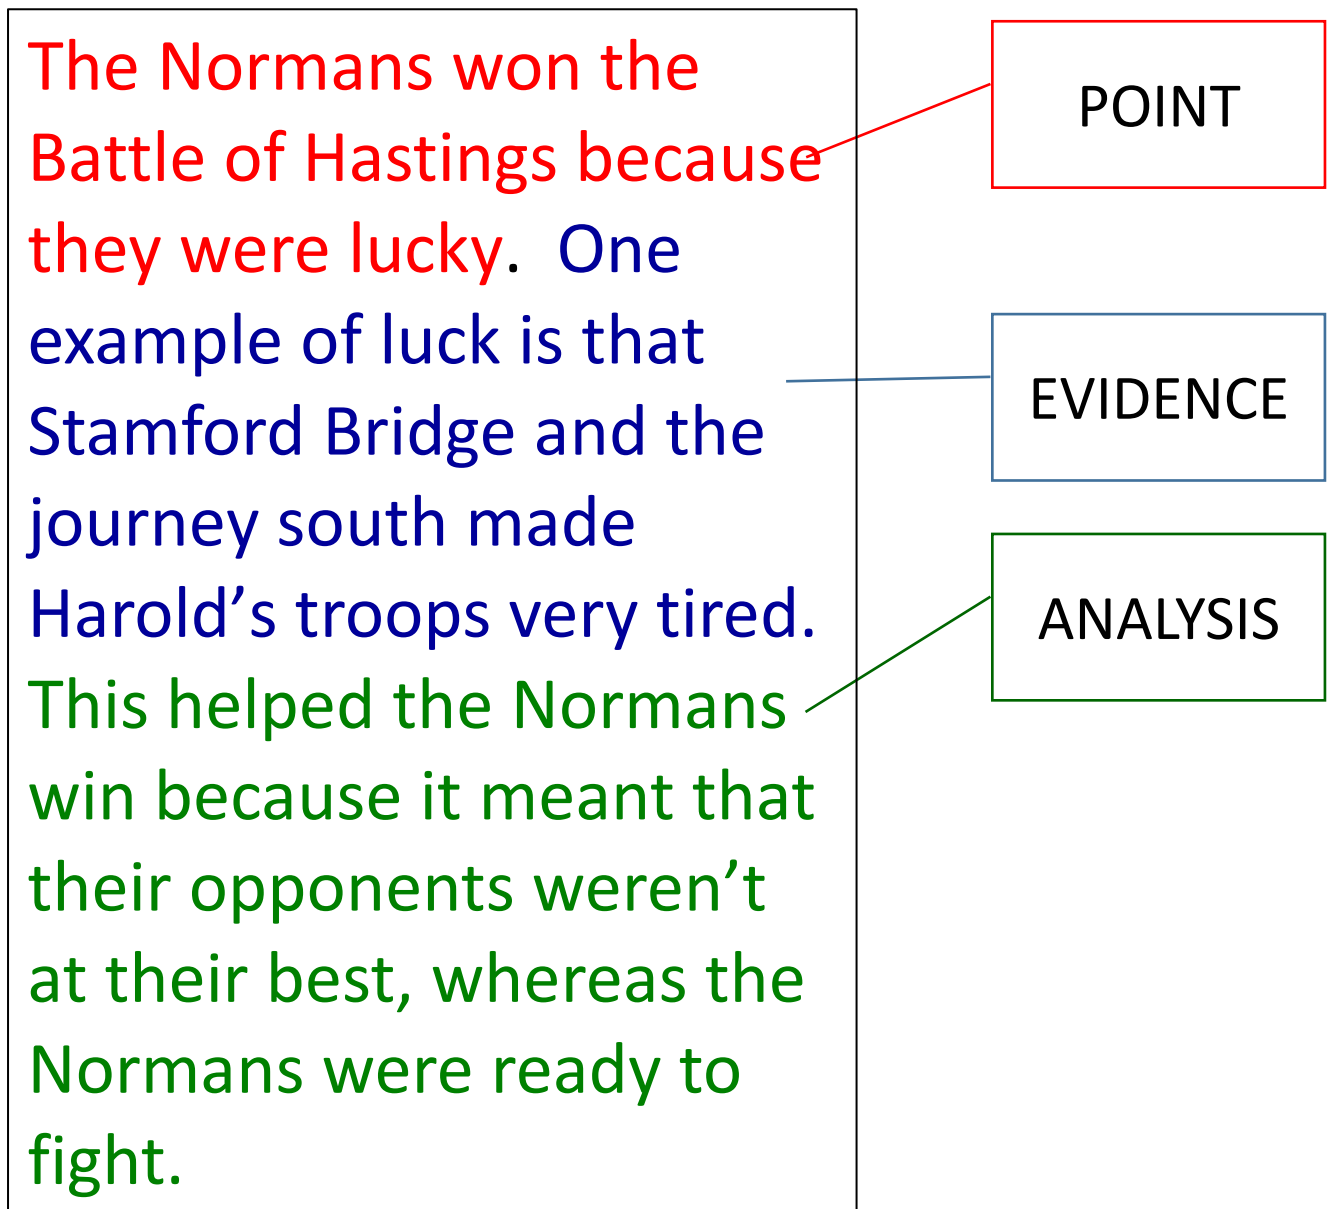 The Normans won the
Battle of Hastings because
they were lucky.  One
example of luck is that
Stamford Bridge and the
journey south made
Harold’s troops very tired.
This helped the Normans
win because it meant that
their opponents weren’t
at their best, whereas the
Normans were ready to
fight.
POINT
EVIDENCE
ANALYSIS